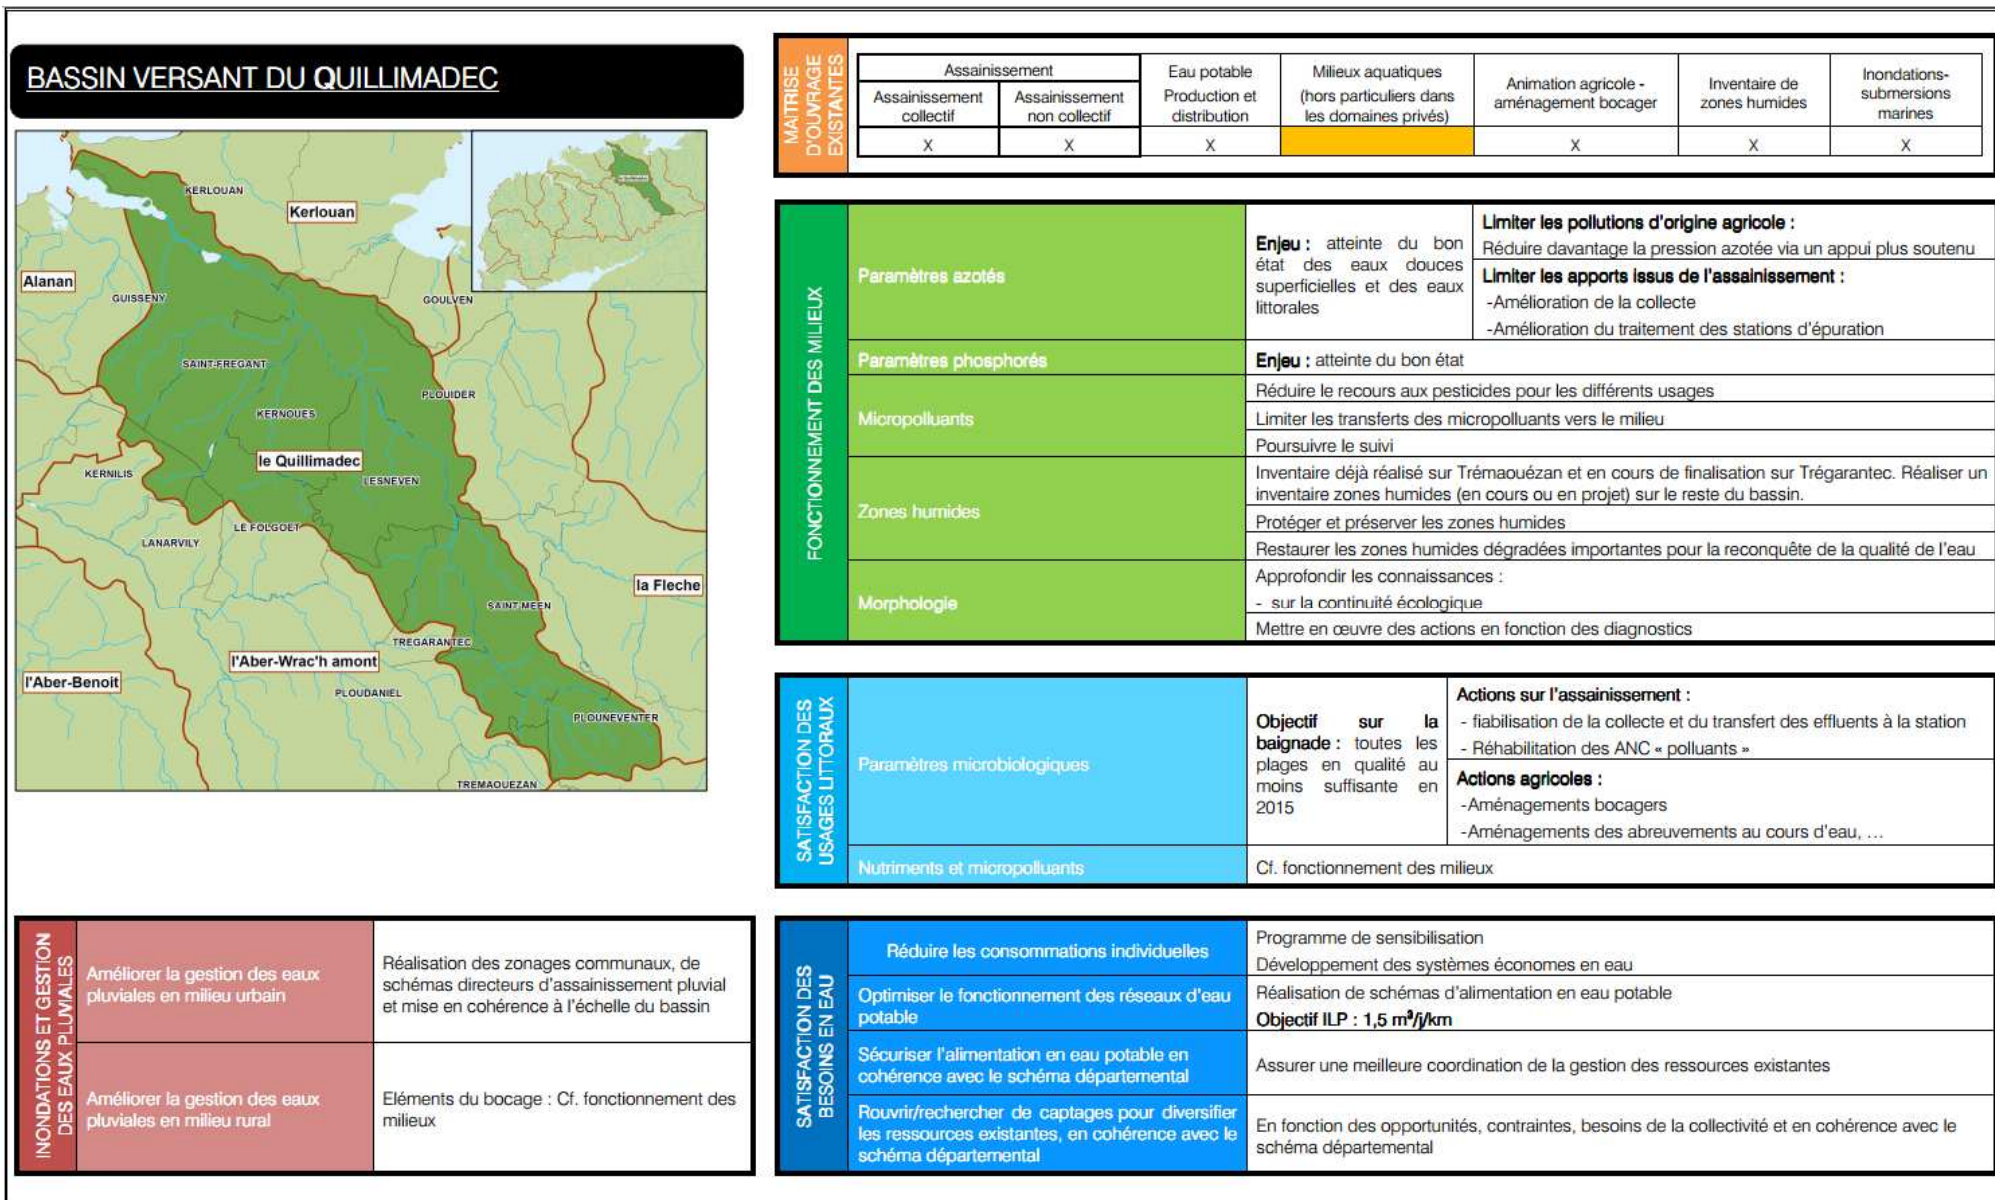 BASSIN VERSANT DU QUILLIMADEC
KERLOUAN
Kerlouan
Alanan
GUISSENY
GOULVEN
SAINT-FREGANT
PLOUIDER
KERNOUES
le Quillimadec
KERNILIS
LESNEVEN
LE FOLGOET
LANARVILY
la Fleche
SAINT-MEEN
TREGARANTEC
l'Aber-Wrac'h amont
l'Aber-Benoit
PLOUDANIEL
PLOUNEVENTER
TREMAOUEZAN
MAITRISE
D'OUVRAGE
EXISTANTES
Assainissement
Assainissement
collectif
Assainissement
non collectif
Eau potable
Production et
distribution
Milieux aquatiques
(hors particuliers dans
les domaines privés)
Animation agricole -
aménagement bocager
Inventaire de
zones humides
Inondations-
submersions
marines
X X X X X X
FONCTIONNEMENT DES MILIEUX
Paramètres azotés
Enjeu : atteinte du bon
état des eaux douces
superficielles et des eaux
littorales
Limiter les pollutions d'origine agricole :
Réduire davantage la pression azotée via un appui plus soutenu
Limiter les apports issus de l'assainissement :
-Amélioration de la collecte
-Amélioration du traitement des stations d'épuration
Paramètres phosphorés
Enjeu : atteinte du bon état
Micropolluants
Réduire le recours aux pesticides pour les différents usages
Limiter les transferts des micropolluants vers le milieu
Poursuivre le suivi
Zones humides
Inventaire déjà réalisé sur Trémaouézan et en cours de finalisation sur Trégarantec. Réaliser un
inventaire zones humides (en cours ou en projet) sur le reste du bassin.
Protéger et préserver les zones humides
Restaurer les zones humides dégradées importantes pour la reconquête de la qualité de l'eau
Morphologie
Approfondir les connaissances :
- sur la continuité écologique
Mettre en œuvre des actions en fonction des diagnostics
SATISFACTION DES
USAGES LITTORAUX
Paramètres microbiologiques
Objectif sur la
baignade : toutes les
plages en qualité au
moins suffisante en
2015
Actions sur l'assainissement :
- fiabilisation de la collecte et du transfert des effluents à la station
- Réhabilitation des ANC « polluants »
Actions agricoles :
-Aménagements bocagers
-Aménagements des abreuvements au cours d'eau, …
Nutriments et micropolluants
Cf. fonctionnement des milieux
INONDATIONS ET GESTION
DES EAUX PLUVIALES
Améliorer la gestion des eaux
pluviales en milieu urbain
Réalisation des zonages communaux, de
schémas directeurs d'assainissement pluvial
et mise en cohérence à l'échelle du bassin
Améliorer la gestion des eaux
pluviales en milieu rural
Eléments du bocage : Cf. fonctionnement des
milieux
SATISFACTION DES
BESOINS EN EAU
Réduire les consommations individuelles
Programme de sensibilisation
Développement des systèmes économes en eau
Optimiser le fonctionnement des réseaux d'eau
potable
Réalisation de schémas d'alimentation en eau potable
Objectif ILP : 1,5 m³/j/km
Sécuriser l'alimentation en eau potable en
cohérence avec le schéma départemental
Assurer une meilleure coordination de la gestion des ressources existantes
Rouvrir/rechercher de captages pour diversifier
les ressources existantes, en cohérence avec le
schéma départemental
En fonction des opportunités, contraintes, besoins de la collectivité et en cohérence avec le
schéma départemental